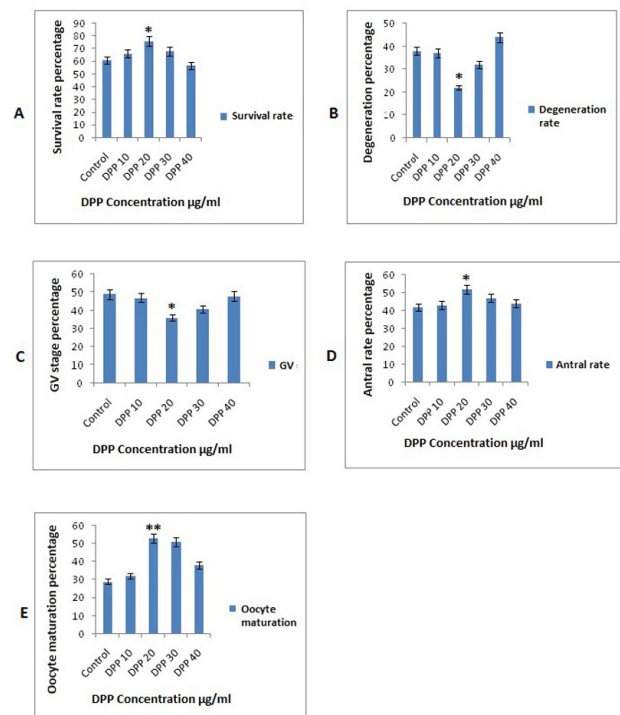 A
Survival rate percentage
90
80
70
60
50
40
30
20
10
0
*
Control
DPP 10
DPP 20
DPP 30
DPP 40
Survival rate
DPP Concentration µg/ml
B
Degeneration percentage
50
40
30
20
10
0
*
Control
DPP 10
DPP 20
DPP 30
DPP 40
Degeneration
rate
DPP Concentration µg/ml
C
GV stage percentage
60
50
40
30
20
10
0
*
Control
DPP 10
DPP 20
DPP 30
DPP 40
GV
DPP Concentration µg/ml
D
Antral rate percentage
60
50
40
30
20
10
0
*
Control
DPP 10
DPP 20
DPP 30
DPP 40
Antral rate
DPP Concentration µg/ml
E
Oocyte maturation percentage
60
50
40
30
20
10
0
**
Control
DPP 10
DPP 20
DPP 30
DPP 40
Oocyte
maturation
DPP Concentration µg/ml